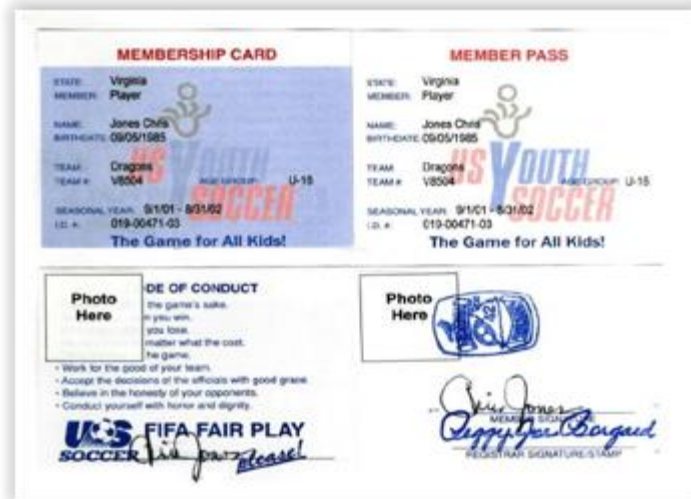 MEMBERSHIP CARD
STATE: Virginia
MEMBER: Player
NAME: Jones Chris
BIRTHDATE: 09/05/1985
TEAM: Dragons
TEAM #: V8504 AGE GROUP: U-18
SEASONAL YEAR: 9/1/01 - 8/31/02
I.D. #: 019-00471-03
US YOUTH SOCCER
The Game for All Kids!
MEMBER PASS
STATE: Virginia
MEMBER: Player
NAME: Jones Chris
BIRTHDATE: 09/05/1985
TEAM: Dragons
TEAM #: V8504 AGE GROUP: U-18
SEASONAL YEAR: 9/1/01 - 8/31/02
I.D. #: 019-00471-03
US YOUTH SOCCER
The Game for All Kids!
Photo
Here
DE OF CONDUCT
the game's sake.
n you win.
you lose.
matter what the cost.
he game.
• Work for the good of your team.
• Accept the decisions of the officials with good grace.
• Believe in the honesty of your opponents.
• Conduct yourself with honor and dignity.
US
SOCCER
FIFA FAIR PLAY
please!
Chris Jones
Photo
Here
Chris Jones
MEMBER SIGNATURE
REGISTRAR SIGNATURE/STAMP